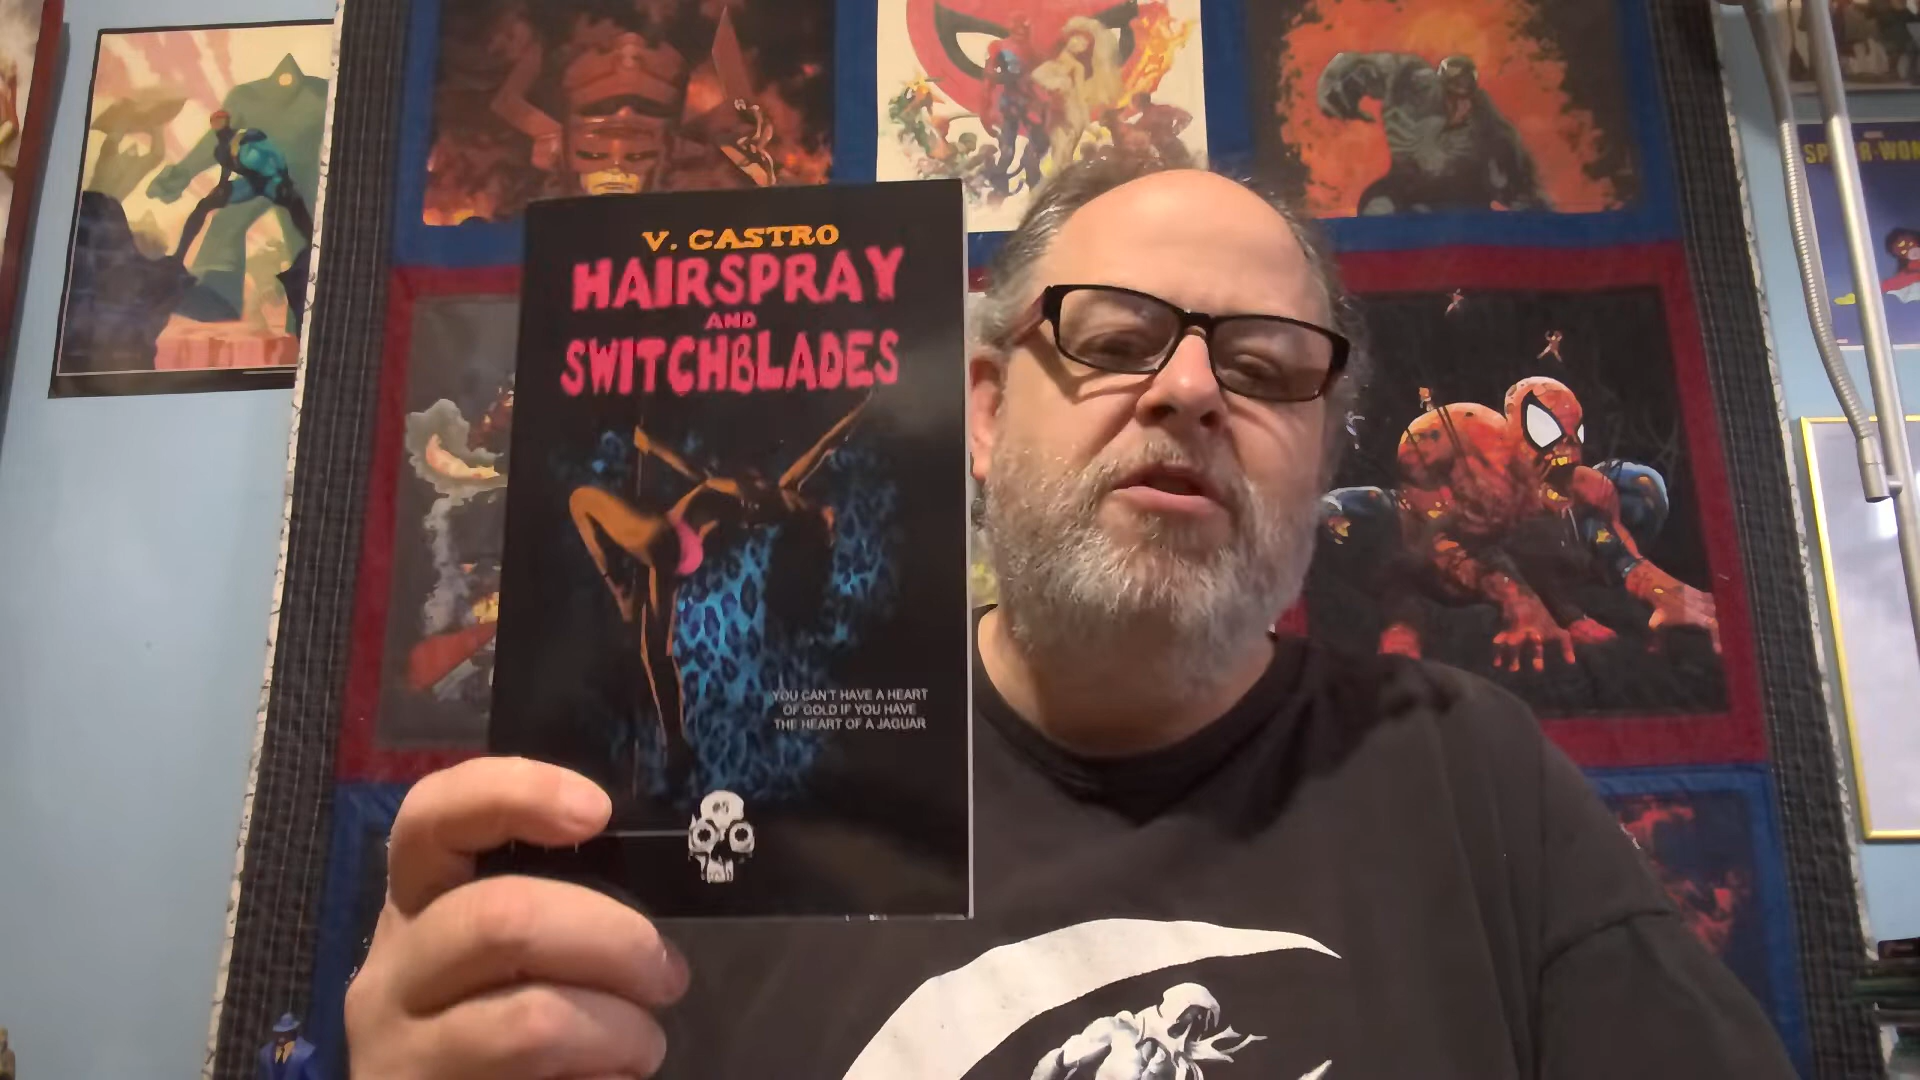 V. CASTRO
HAIRSPRAY
AND
SWITCHBLADES
YOU CAN'T HAVE A HEART
OF GOLD IF YOU HAVE
THE HEART OF A JAGUAR